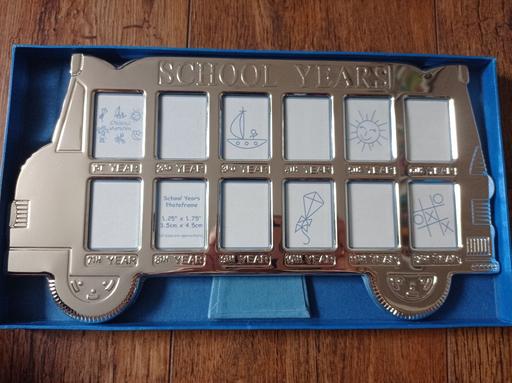 SCHOOL YEARS
1ST YEAR 2ND YEAR 3RD YEAR 4TH YEAR 5TH YEAR 6TH YEAR
School Years
Photoframe
1.25" x 1.75"
3.5cm x 4.5cm
7TH YEAR 8TH YEAR 9TH YEAR 10TH YEAR 11TH YEAR 12TH YEAR